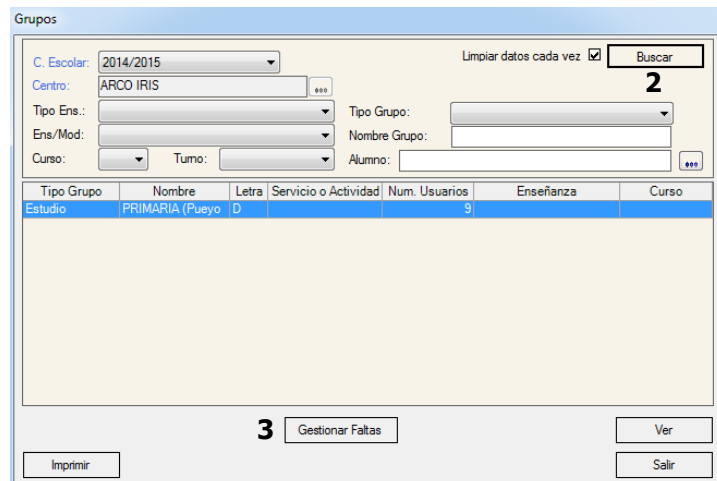 Grupos
C. Escolar: 2014/2015 Limpiar datos cada vez Buscar
Centro: ARCO IRIS 2
Tipo Ens.: Tipo Grupo:
Ens/Mod: Nombre Grupo:
Curso: Turno: Alumno:
Tipo Grupo Nombre Letra Servicio o Actividad Num. Usuarios Enseñanza Curso
Estudio PRIMARIA (Pueyo D 9
3 Gestionar Faltas Ver
Imprimir Salir